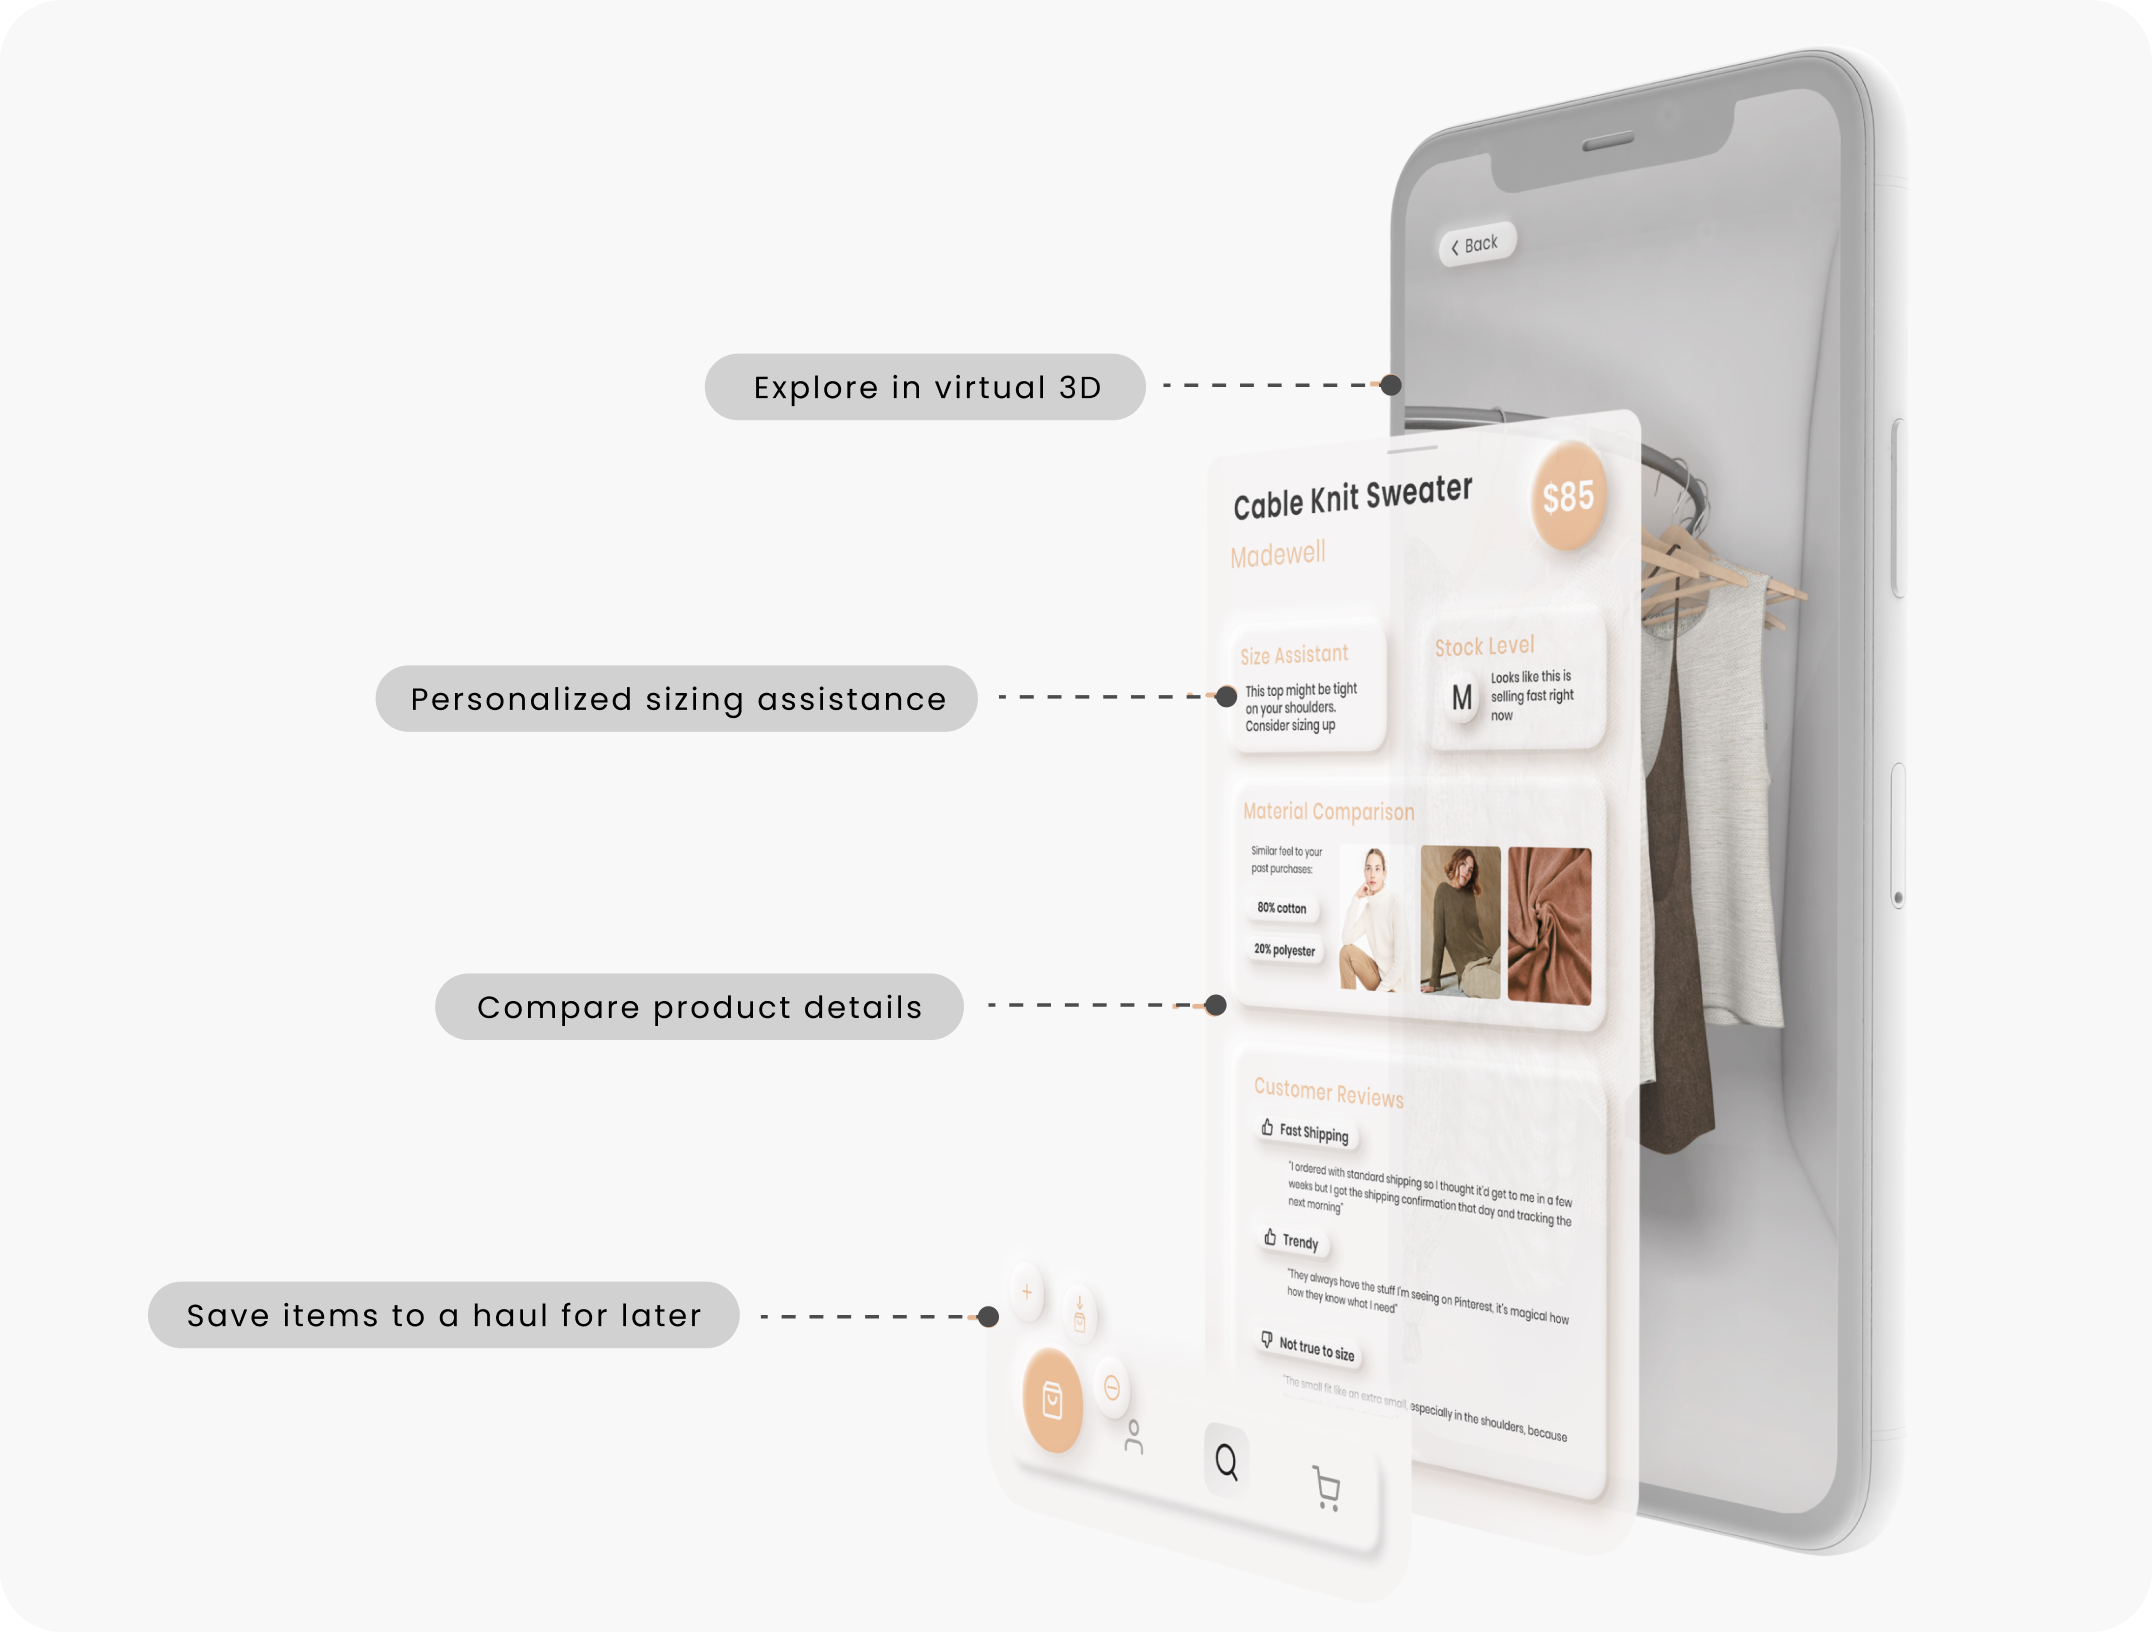 Back
Explore in virtual 3D
Cable Knit Sweater
$85
Madewell
Size Assistant
This top might be tight
on your shoulders.
Consider sizing up
Stock Level
M
Looks like this is
selling fast right
now
Personalized sizing assistance
Material Comparison
Similar feel to your
past purchases:
80% cotton
20% polyester
Compare product details
Customer Reviews
Fast Shipping
"I ordered with standard shipping so I thought it'd get to me in a few
weeks but I got the shipping confirmation that day and tracking the
next morning"
Trendy
"They always have the stuff I'm seeing on Pinterest, it's magical how
how they know what I need"
Not true to size
"The small fit like an extra small, especially in the shoulders, because
Save items to a haul for later